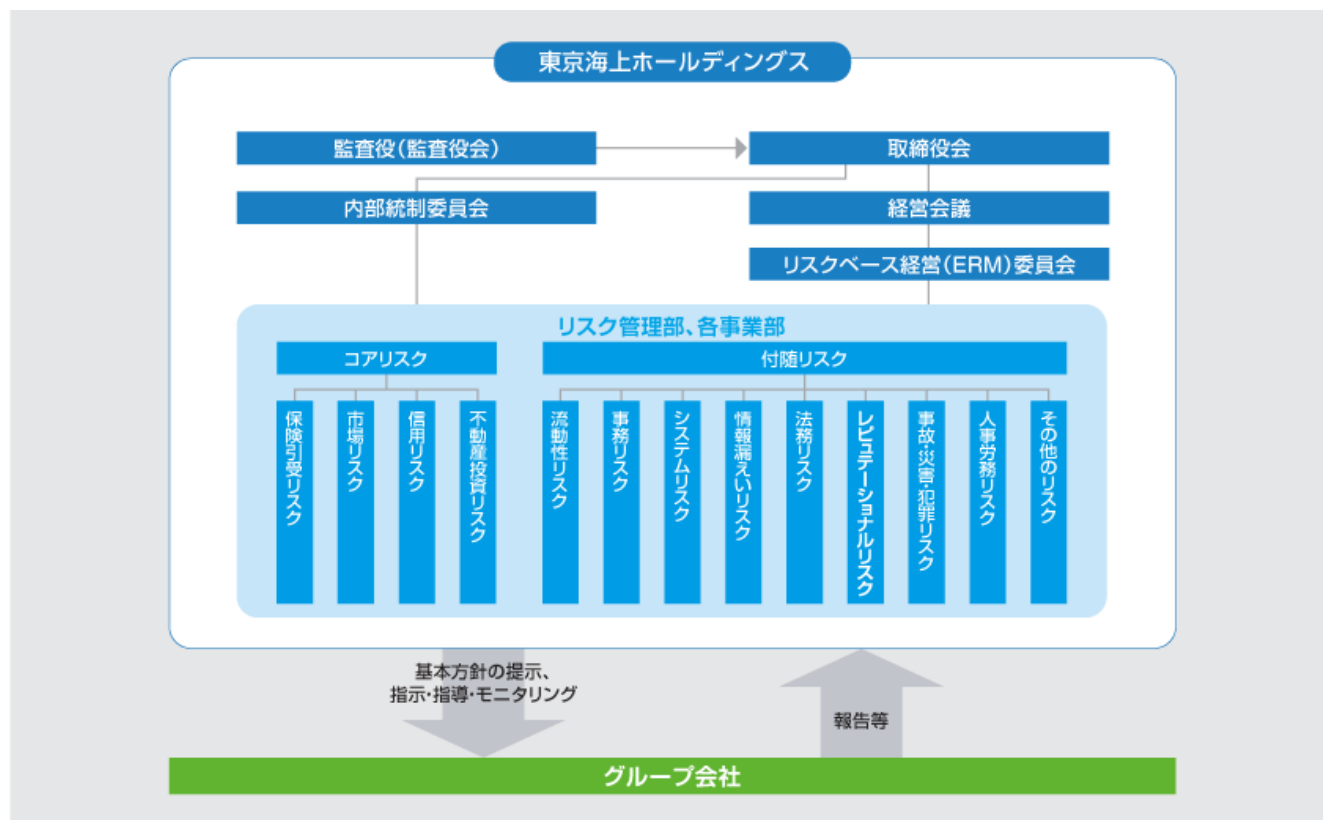 東京海上ホールディングス
監査役(監査役会)
取締役会
内部統制委員会
経営会議
リスクベース経営(ERM)委員会
リスク管理部、各事業部
コアリスク
付随リスク
保険引受リスク
市場リスク
信用リスク
不動産投資リスク
流動性リスク
事務リスク
システムリスク
情報漏えいリスク
法務リスク
レピュテーショナルリスク
事故・災害・犯罪リスク
人事労務リスク
その他のリスク
基本方針の提示、
指示・指導・モニタリング
報告等
グループ会社